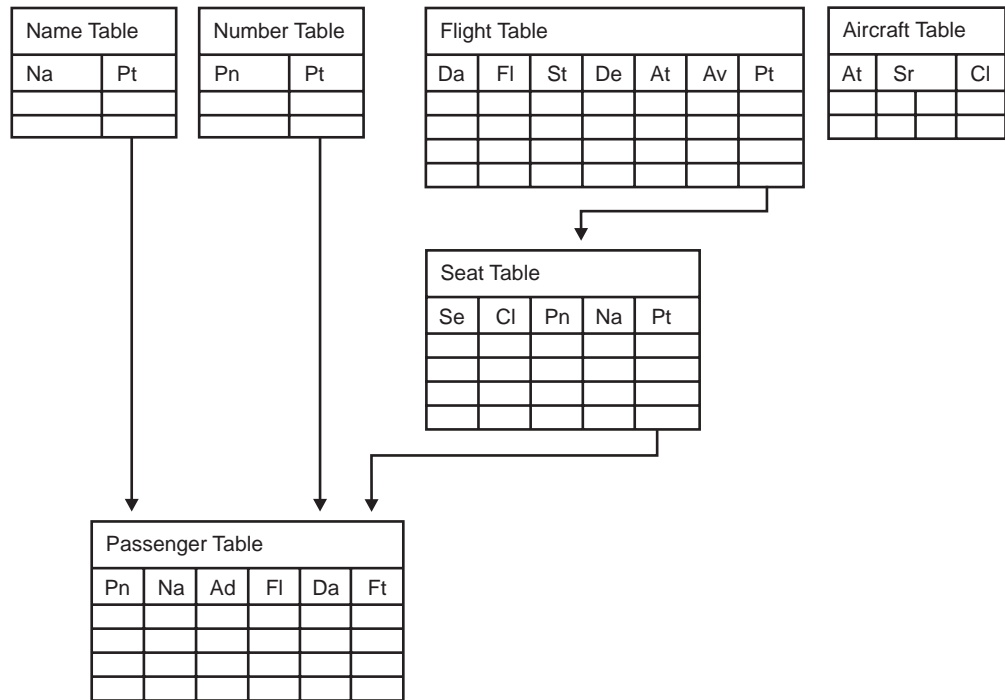 Name Table
Na Pt
Number Table
Pn Pt
Flight Table
Da Fl St De At Av Pt
Aircraft Table
At Sr Cl
Seat Table
Se Cl Pn Na Pt
Passenger Table
Pn Na Ad Fl Da Ft